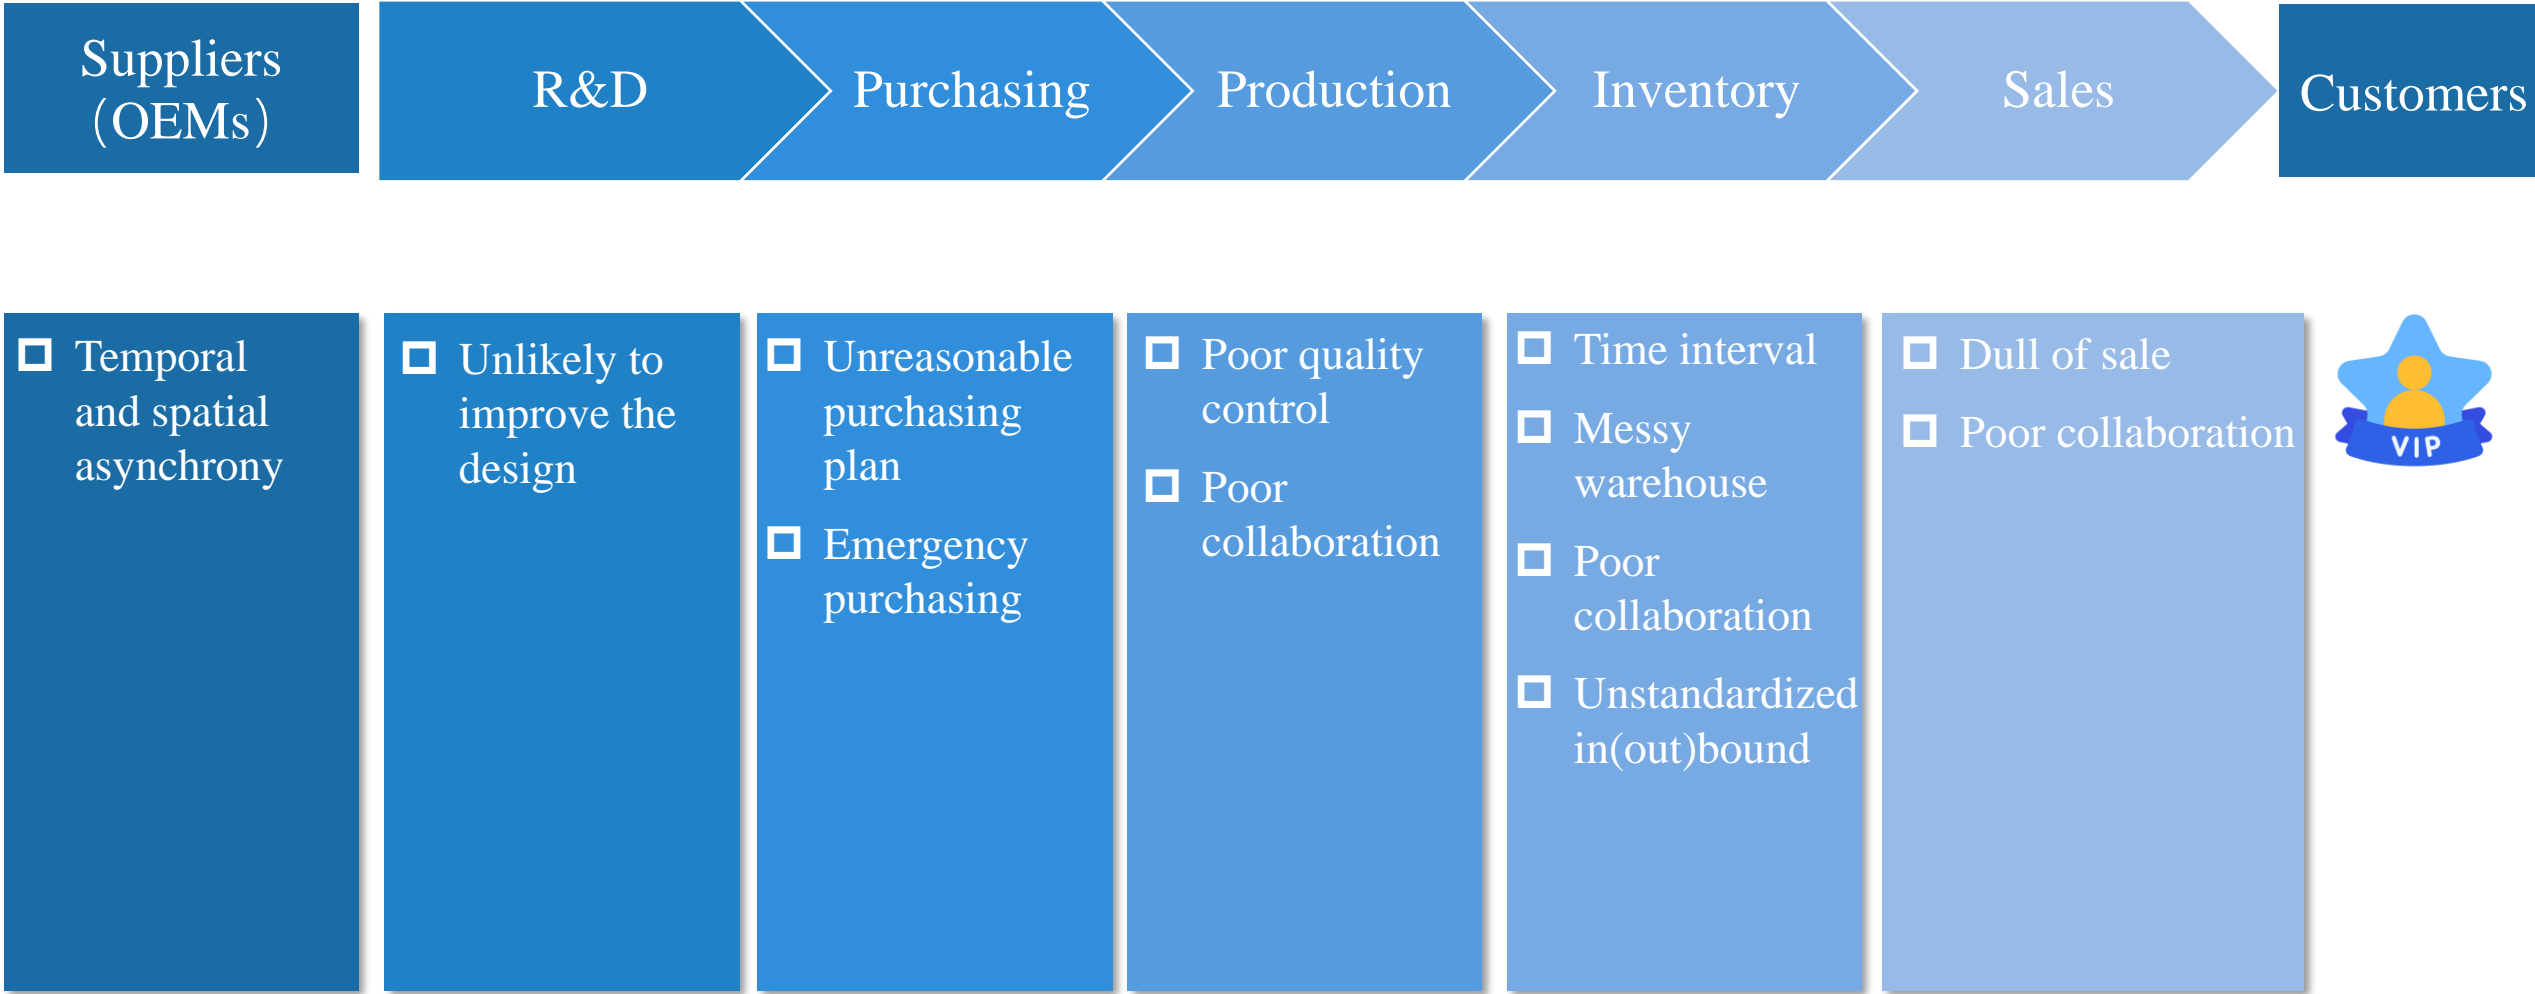 Suppliers
（OEMs）
R&D
Purchasing
Production
Inventory
Sales
Customers
Temporal
and spatial
asynchrony
Unlikely to
improve the
design
Unreasonable
purchasing
plan
Emergency
purchasing
Poor quality
control
Poor
collaboration
Time interval
Messy
warehouse
Poor
collaboration
Unstandardized
in(out)bound
Dull of sale
Poor collaboration
VIP